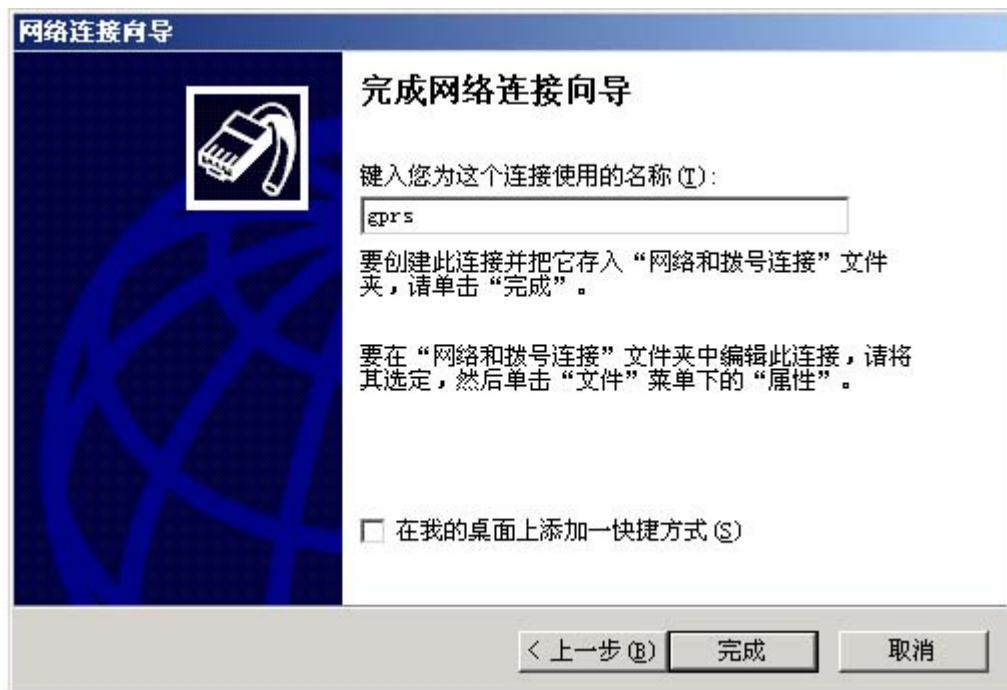 网络连接向导
完成网络连接向导
键入您为这个连接使用的名称(T):
gprs
要创建此连接并把它存入“网络和拨号连接”文件
夹，请单击“完成”。
要在“网络和拨号连接”文件夹中编辑此连接，请将
其选定，然后单击“文件”菜单下的“属性”。
在我的桌面上添加一快捷方式(S)
< 上一步(B) 完成 取消